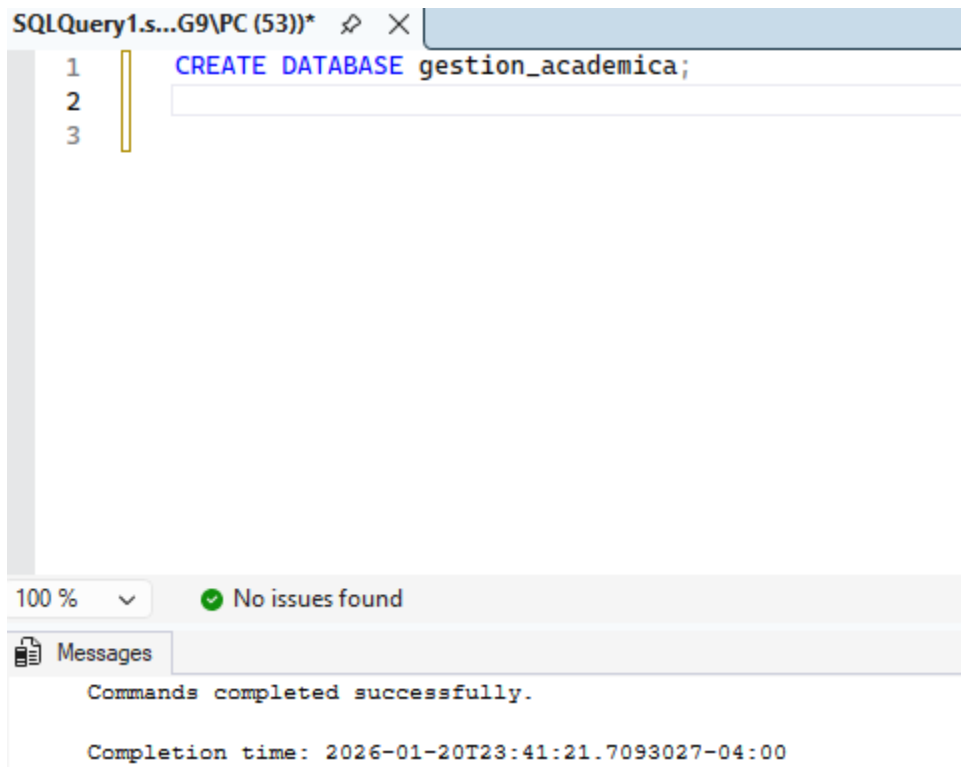 SQLQuery1.s...G9\PC (53))*
1 CREATE DATABASE gestion_academica;
2
3
100 %
No issues found
Messages
Commands completed successfully.
Completion time: 2026-01-20T23:41:21.7093027-04:00